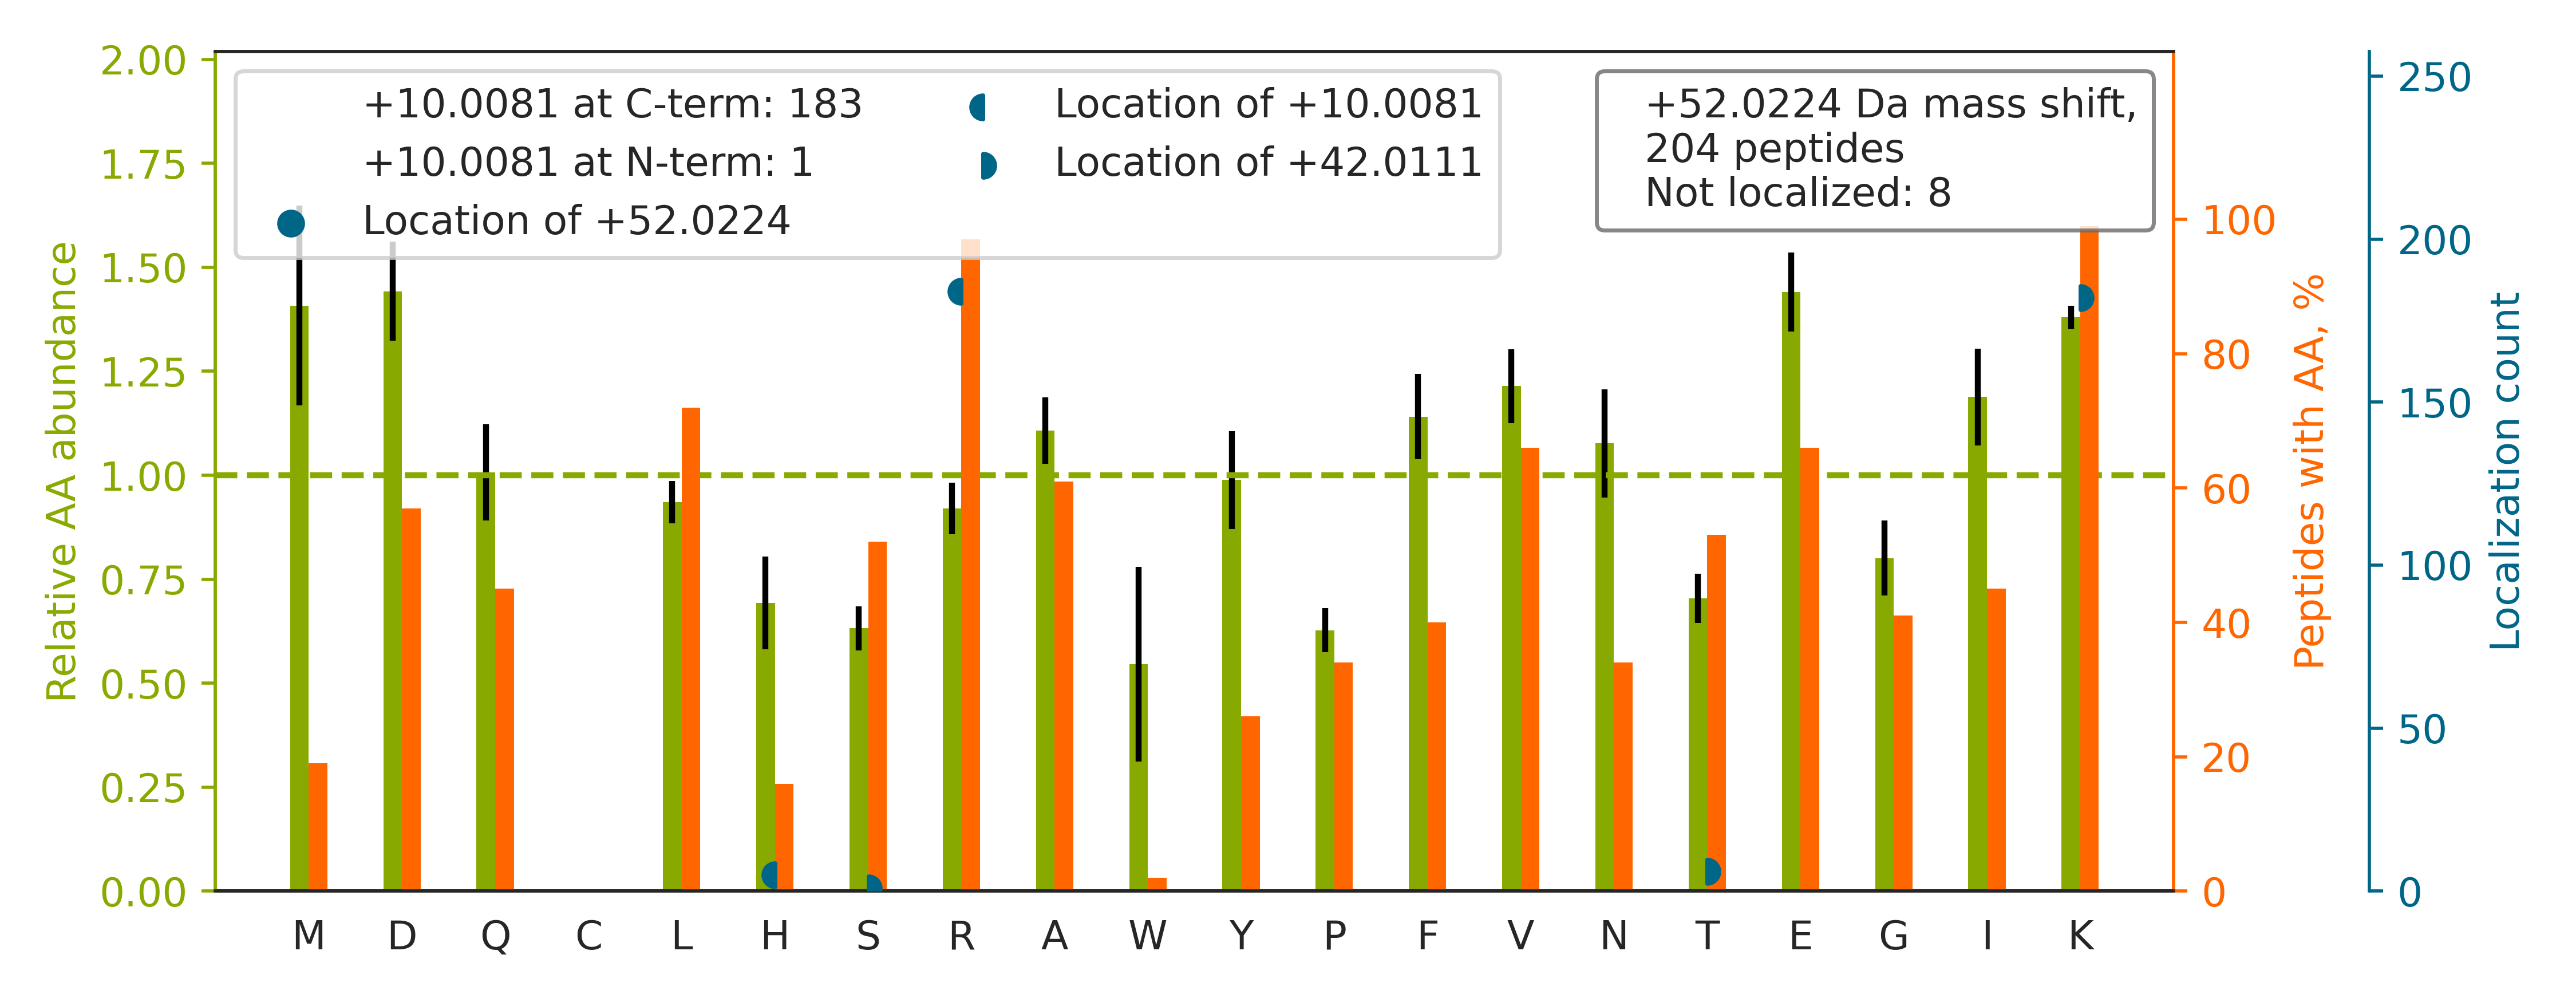 +10.0081 at C-term: 183
+10.0081 at N-term: 1
Location of +52.0224
Location of +10.0081
Location of +42.0111
+52.0224 Da mass shift,
204 peptides
Not localized: 8
Relative AA abundance
2.00
1.75
1.50
1.25
1.00
0.75
0.50
0.25
0.00
M D Q C L H S R A W Y P F V N T E G I K
100
80
60
40
20
0
Peptides with AA, %
250
200
150
100
50
0
Localization count